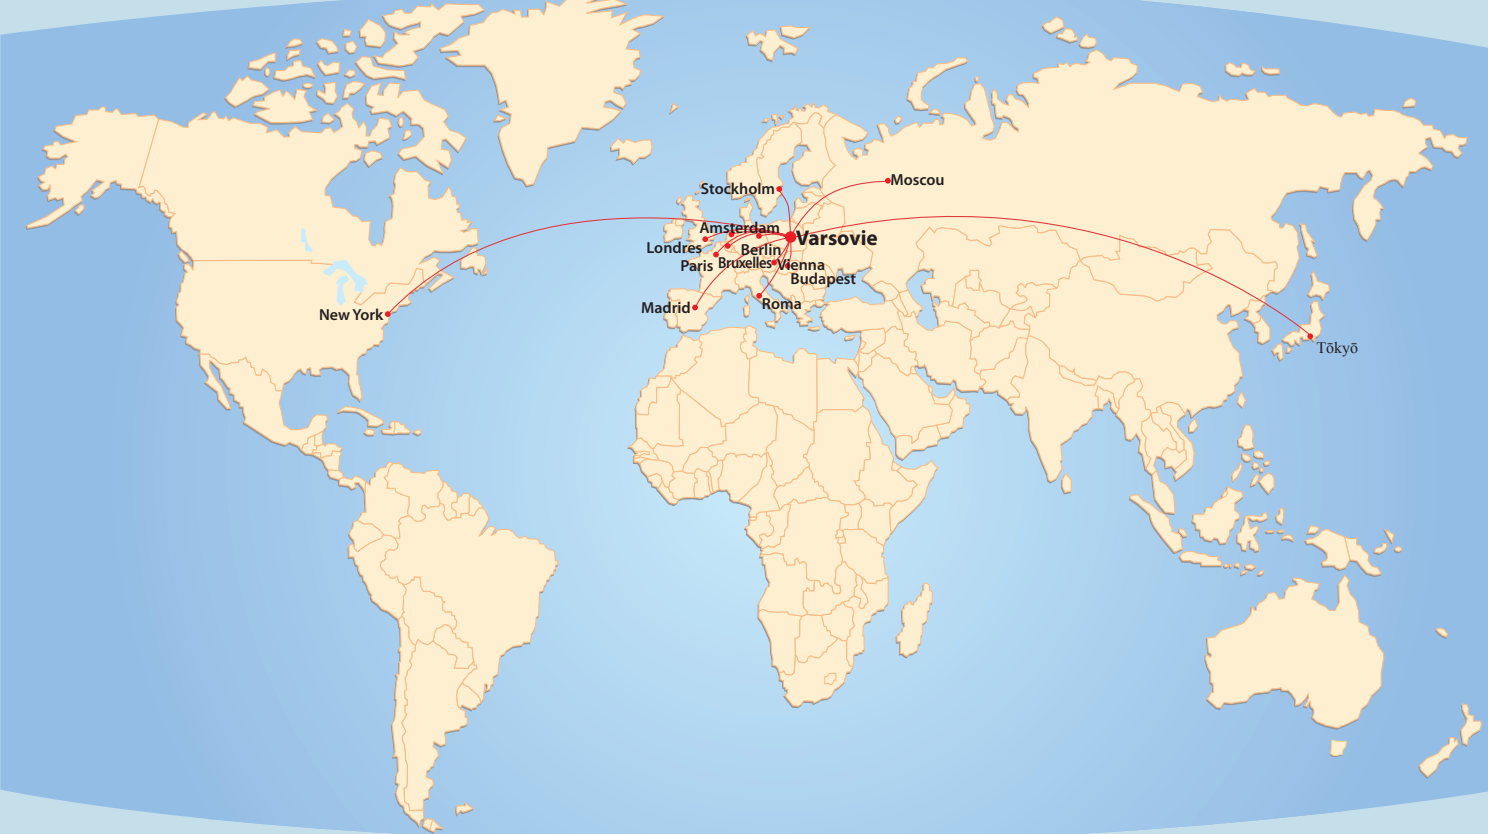 Moscou
Stockholm
Amsterdam
Varsovie
Londres
Berlin
Paris
Bruxelles
Vienna
Budapest
Madrid
Roma
New York
Tōkyō